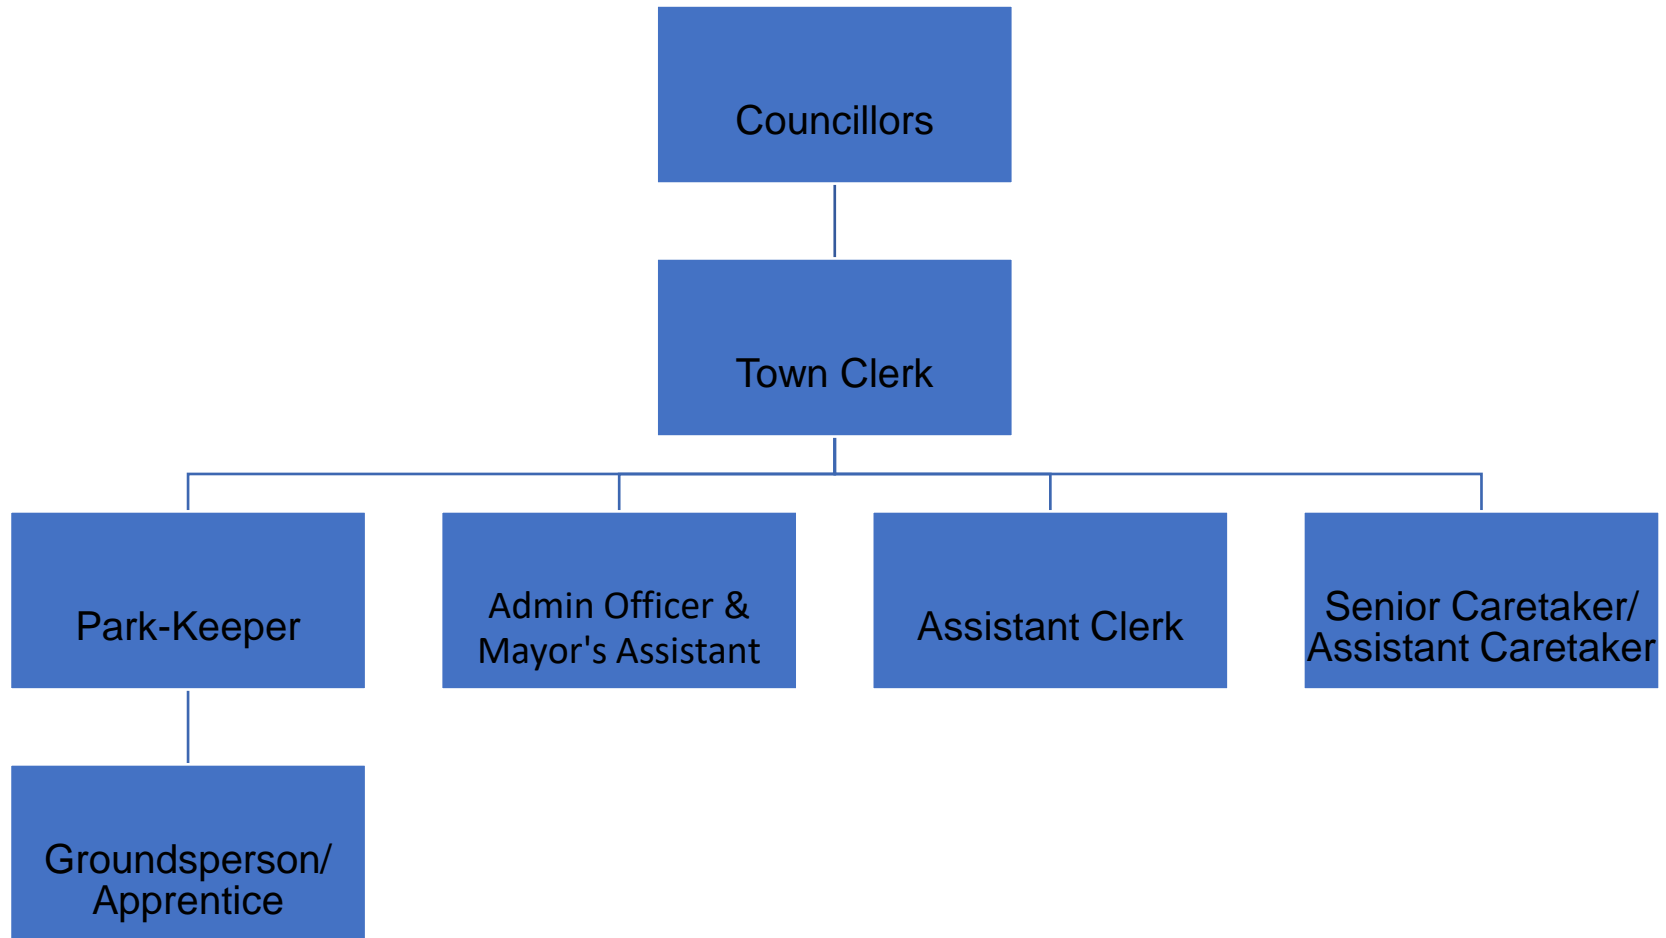 Councillors
Town Clerk
Park-Keeper
Admin Officer &
Mayor's Assistant
Assistant Clerk
Senior Caretaker/
Assistant Caretaker
Groundsperson/
Apprentice